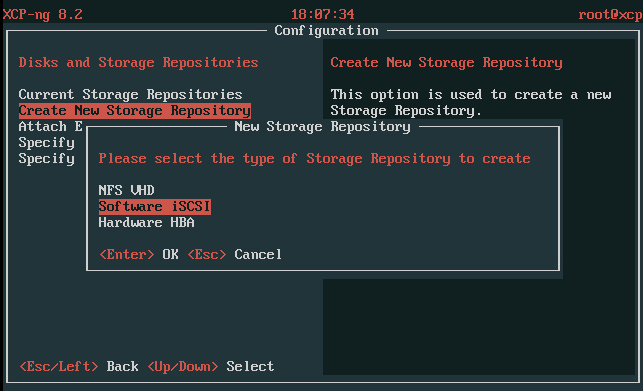 XCP-ng 8.2 18:07:34 root@xcp
Configuration
Disks and Storage Repositories
Current Storage Repositories
Create New Storage Repository
Attach E
Specify
Specify
Create New Storage Repository
This option is used to create a new
Storage Repository.
New Storage Repository
Please select the type of Storage Repository to create
NFS VHD
Software iSCSI
Hardware HBA
<Enter> OK <Esc> Cancel
<Esc/Left> Back <Up/Down> Select